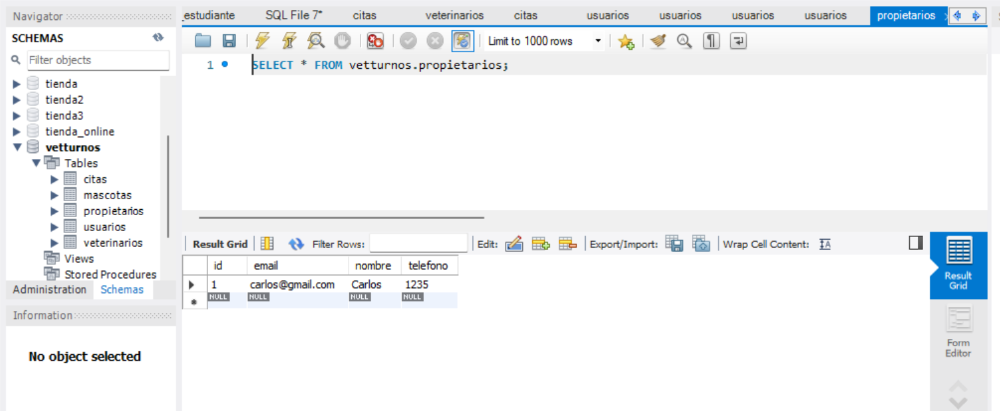 Navigator
SCHEMAS
Filter objects
tienda
tienda2
tienda3
tienda_online
vetturnos
Tables
citas
mascotas
propietarios
usuarios
veterinarios
Views
Stored Procedures
Administration Schemas
Information
No object selected
_estudiante SQL File 7* citas veterinarios citas usuarios usuarios usuarios usuarios propietarios
Limit to 1000 rows
1 SELECT * FROM vetturnos.propietarios;
Result Grid Filter Rows: Edit: Export/Import: Wrap Cell Content: IA
id email nombre telefono
1 carlos@gmail.com Carlos 1235
NULL NULL NULL NULL
Result
Grid
Form
Editor